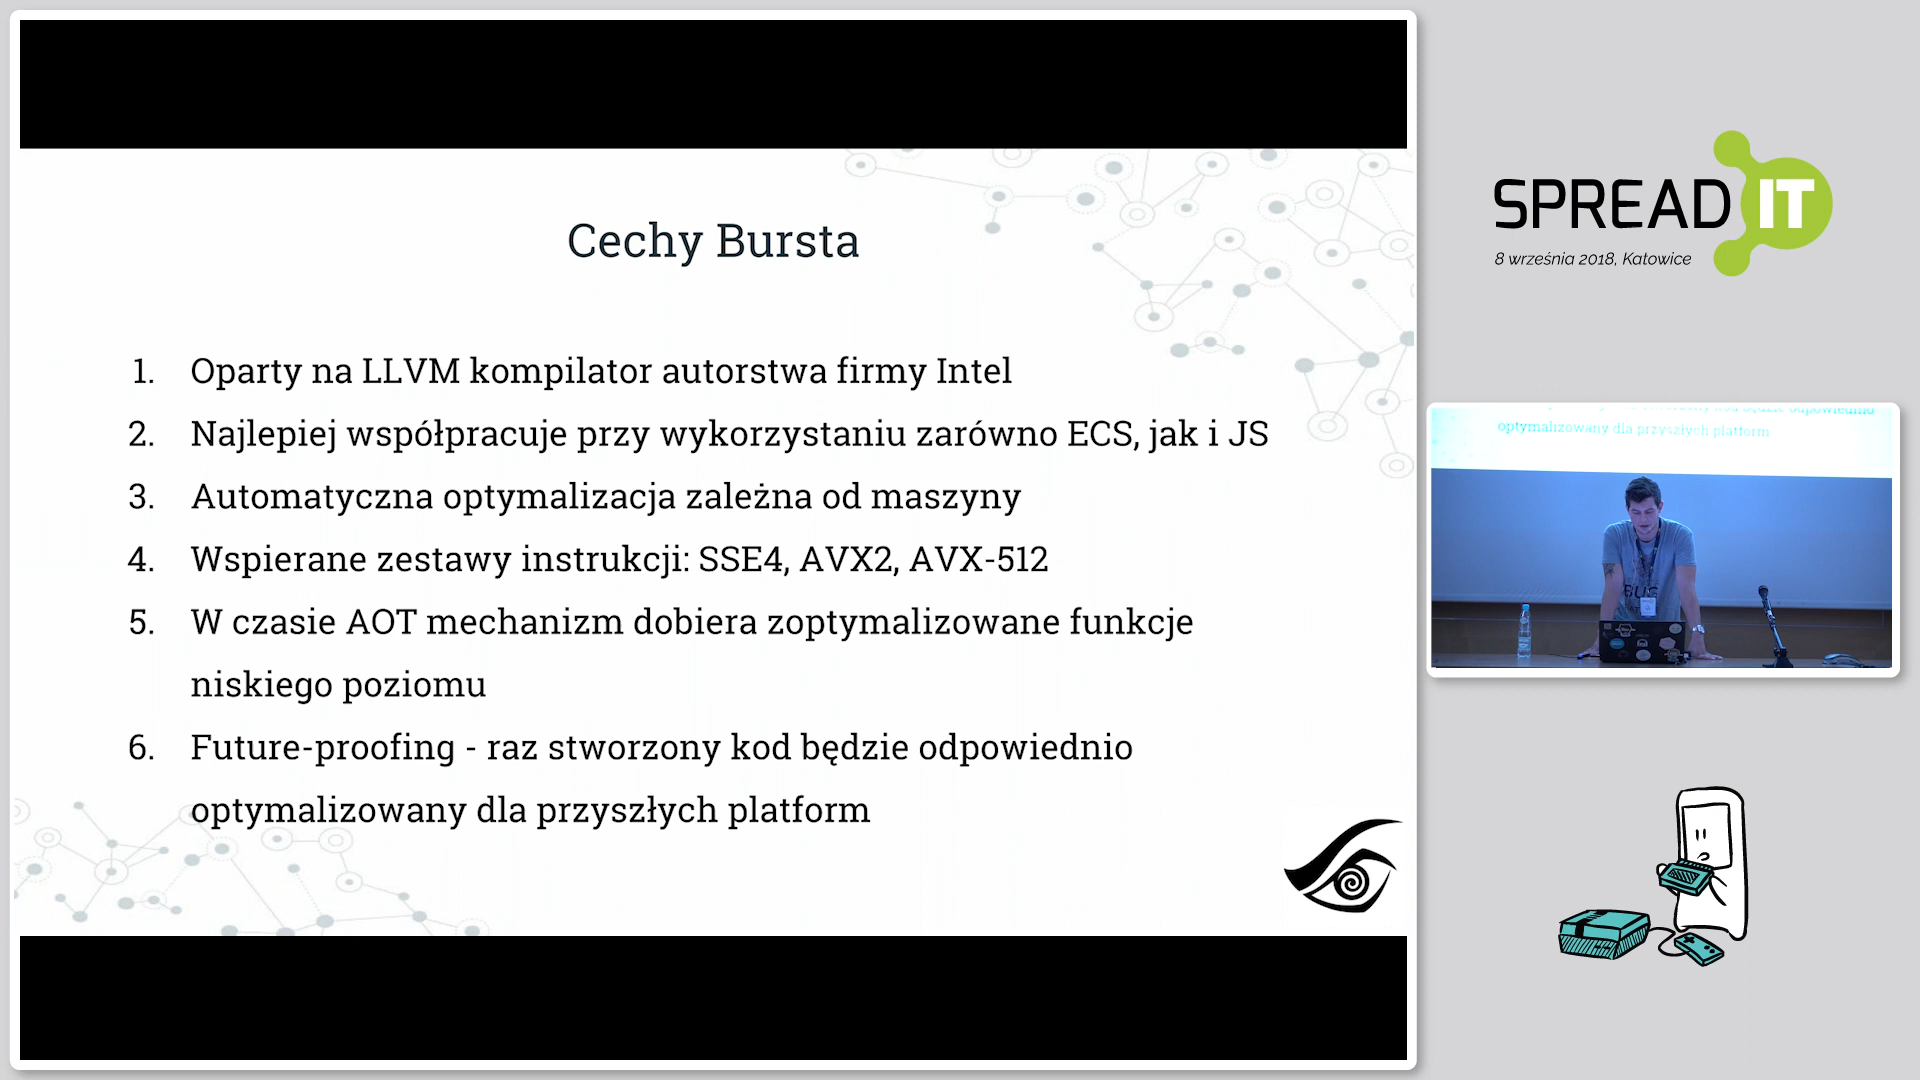 Cechy Bursta
1. Oparty na LLVM kompilator autorstwa firmy Intel
2. Najlepiej współpracuje przy wykorzystaniu zarówno ECS, jak i JS
3. Automatyczna optymalizacja zależna od maszyny
4. Wspierane zestawy instrukcji: SSE4, AVX2, AVX-512
5. W czasie AOT mechanizm dobiera zoptymalizowane funkcje
niskiego poziomu
6. Future-proofing - raz stworzony kod będzie odpowiednio
optymalizowany dla przyszłych platform
SPREAD IT
8 września 2018, Katowice
optymalizowany dla przyszłych platform
BUG